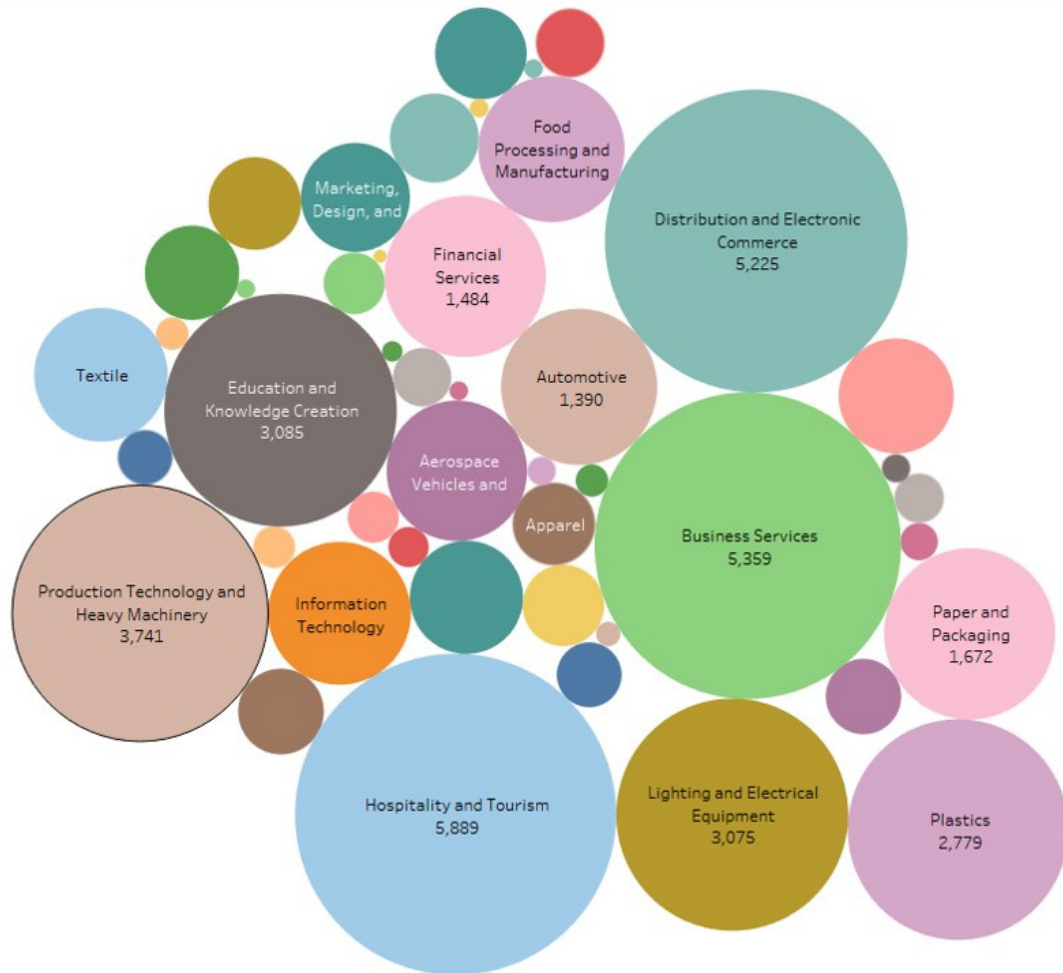 Food
Processing and
Manufacturing
Marketing,
Design, and
Distribution and Electronic
Commerce
5,225
Financial
Services
1,484
Textile
Automotive
1,390
Education and
Knowledge Creation
3,085
Aerospace
Vehicles and
Apparel
Business Services
5,359
Production Technology and
Heavy Machinery
3,741
Information
Technology
Paper and
Packaging
1,672
Hospitality and Tourism
5,889
Lighting and Electrical
Equipment
3,075
Plastics
2,779